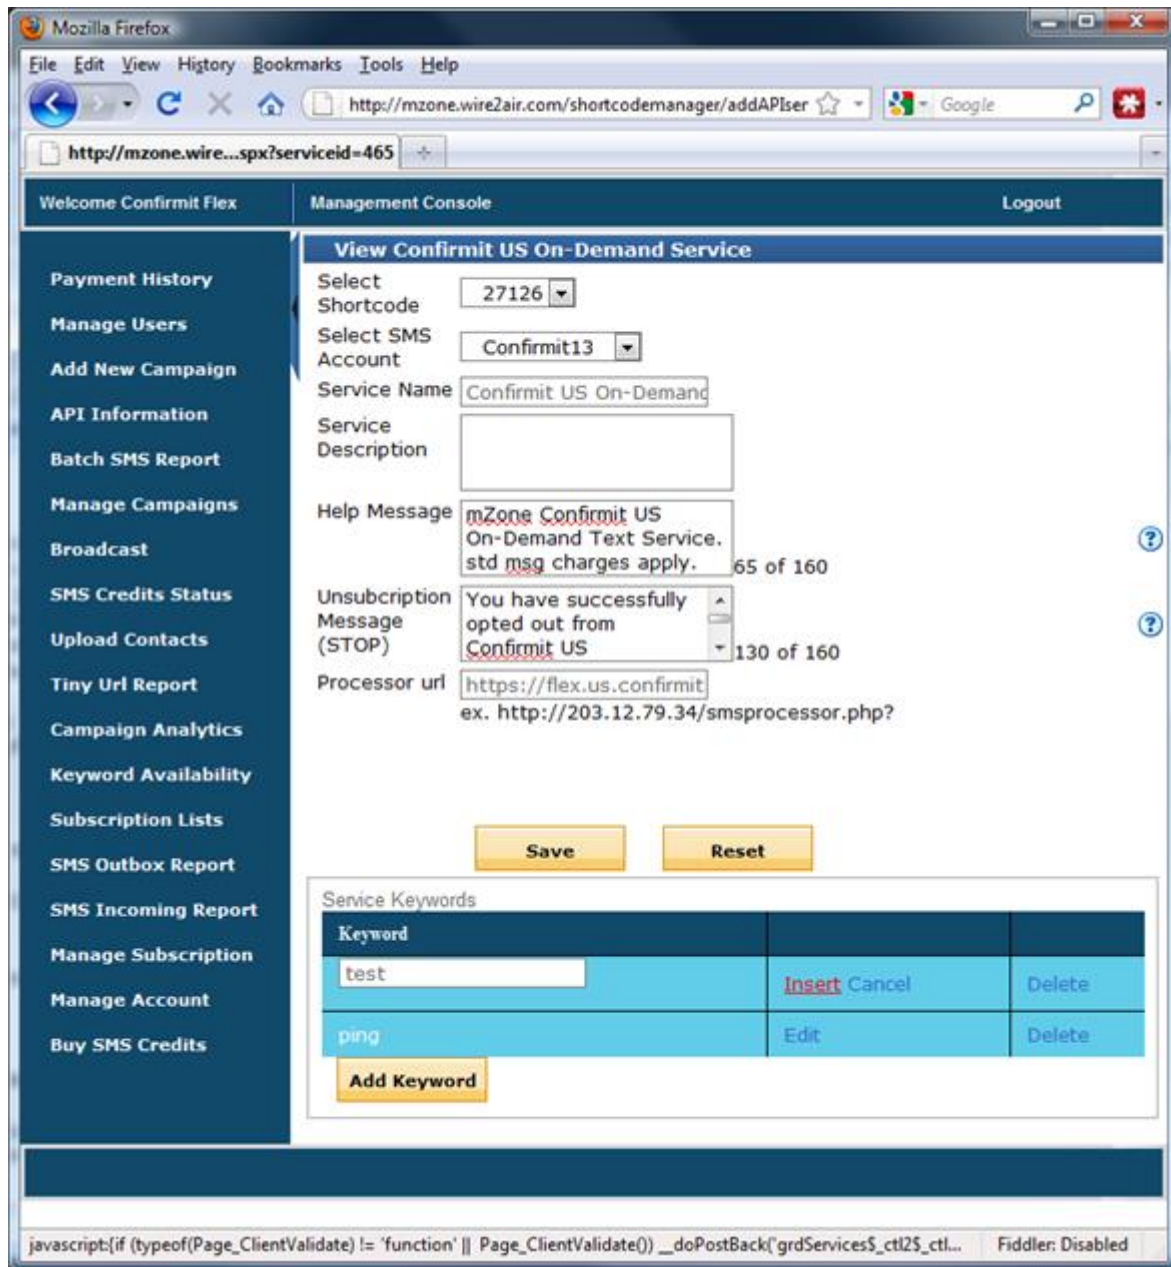 Mozilla Firefox
File Edit View History Bookmarks Tools Help
http://mzone.wire2air.com/shortcodemanager/addAPIser
Google
http://mzone.wire...spx?serviceid=465
Welcome Confirmit Flex
Management Console
Logout
Payment History
Manage Users
Add New Campaign
API Information
Batch SMS Report
Manage Campaigns
Broadcast
SMS Credits Status
Upload Contacts
Tiny Url Report
Campaign Analytics
Keyword Availability
Subscription Lists
SMS Outbox Report
SMS Incoming Report
Manage Subscription
Manage Account
Buy SMS Credits
View Confirmit US On-Demand Service
Select
Shortcode
27126
Select SMS
Account
Confirmit13
Service Name
Confirmit US On-Demand
Service
Description
Help Message
mZone Confirmit US
On-Demand Text Service.
std msg charges apply.
65 of 160
?
Unsubcription
Message
(STOP)
You have successfully
opted out from
Confirmit US
130 of 160
?
Processor url
https://flex.us.confirmit
ex. http://203.12.79.34/smsprocessor.php?
Save
Reset
Service Keywords
Keyword
test
Insert Cancel
Delete
ping
Edit
Delete
Add Keyword
javascript:{if (typeof(Page_ClientValidate) != 'function' || Page_ClientValidate()) __doPostBack('grdServices$_ctl2$_ctl...
Fiddler: Disabled